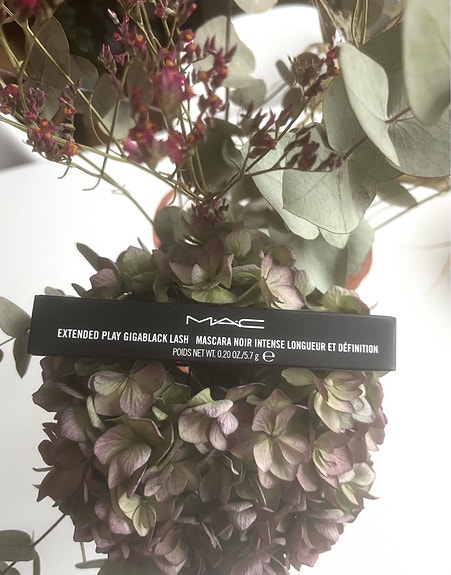 MAC
EXTENDED PLAY GIGABLACK LASH MASCARA NOIR INTENSE LONGUEUR ET DÉFINITION
POIDS NET WT. 0.20 OZ./5.7 g ℮